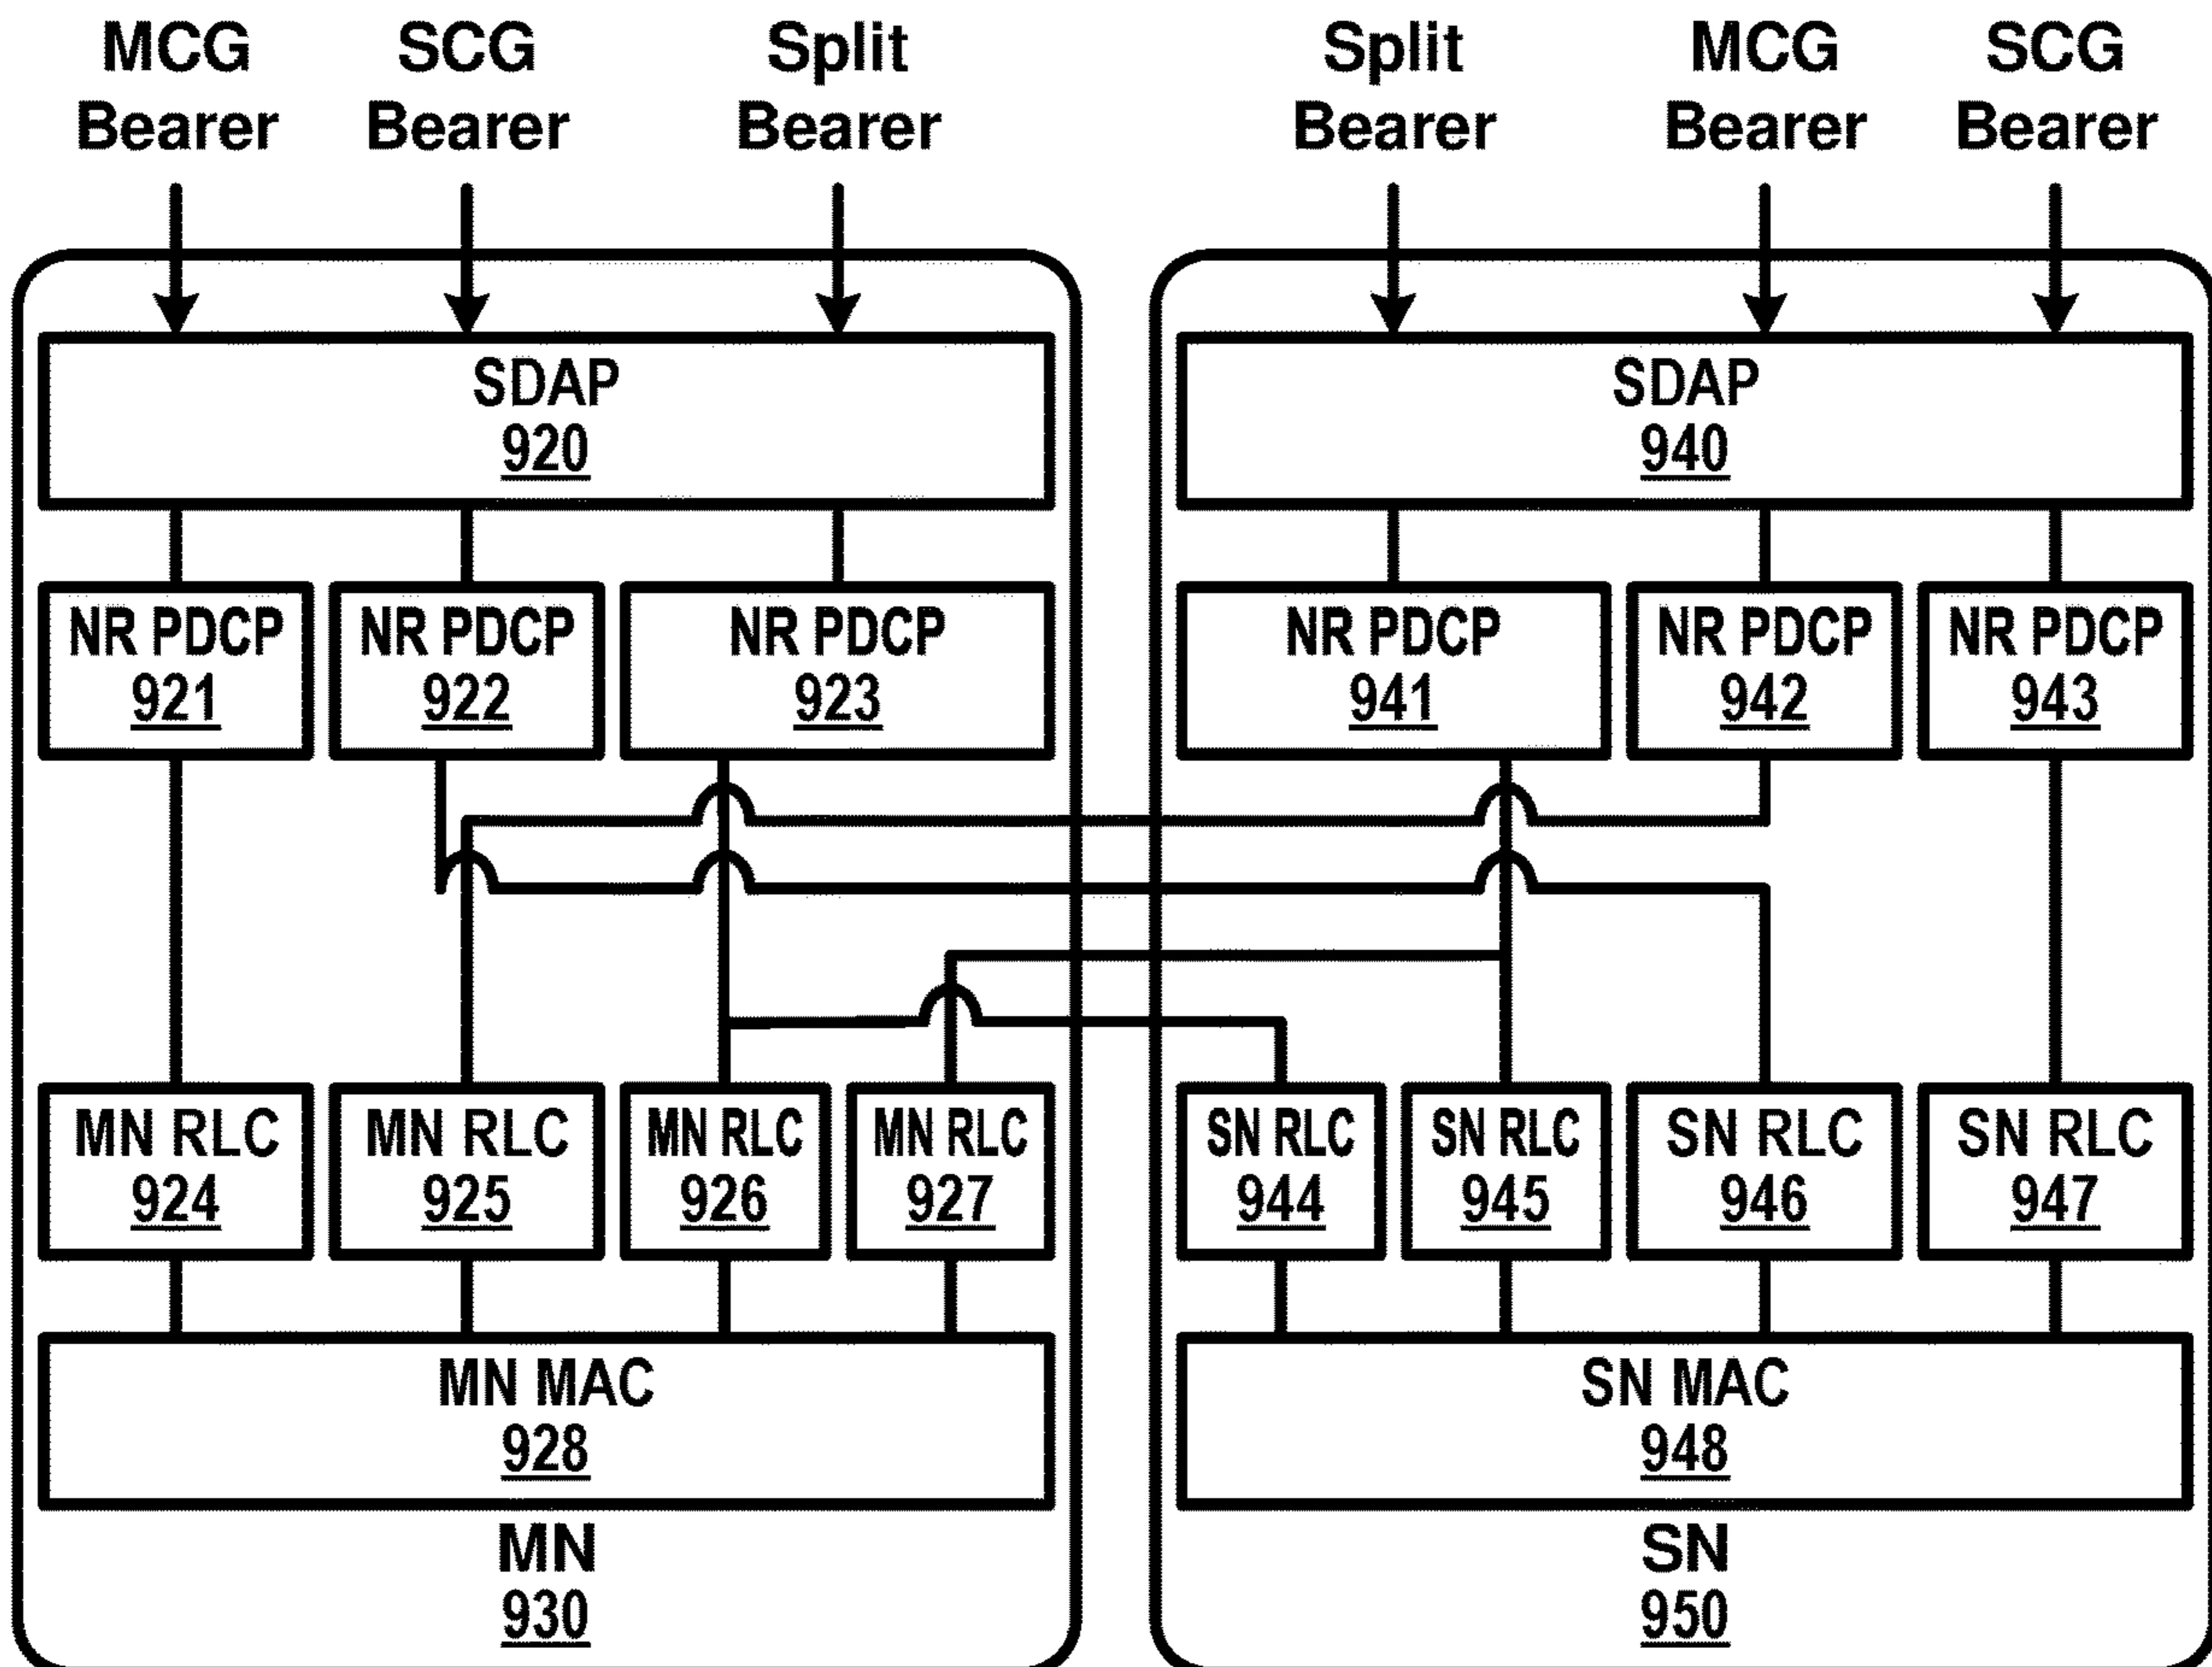 MCG
Bearer
SCG
Bearer
Split
Bearer
Split
Bearer
MCG
Bearer
SCG
Bearer
SDAP
920
SDAP
940
NR PDCP
921
NR PDCP
922
NR PDCP
923
NR PDCP
941
NR PDCP
942
NR PDCP
943
MN RLC
924
MN RLC
925
MN RLC
926
MN RLC
927
SN RLC
944
SN RLC
945
SN RLC
946
SN RLC
947
MN MAC
928
SN MAC
948
MN
930
SN
950